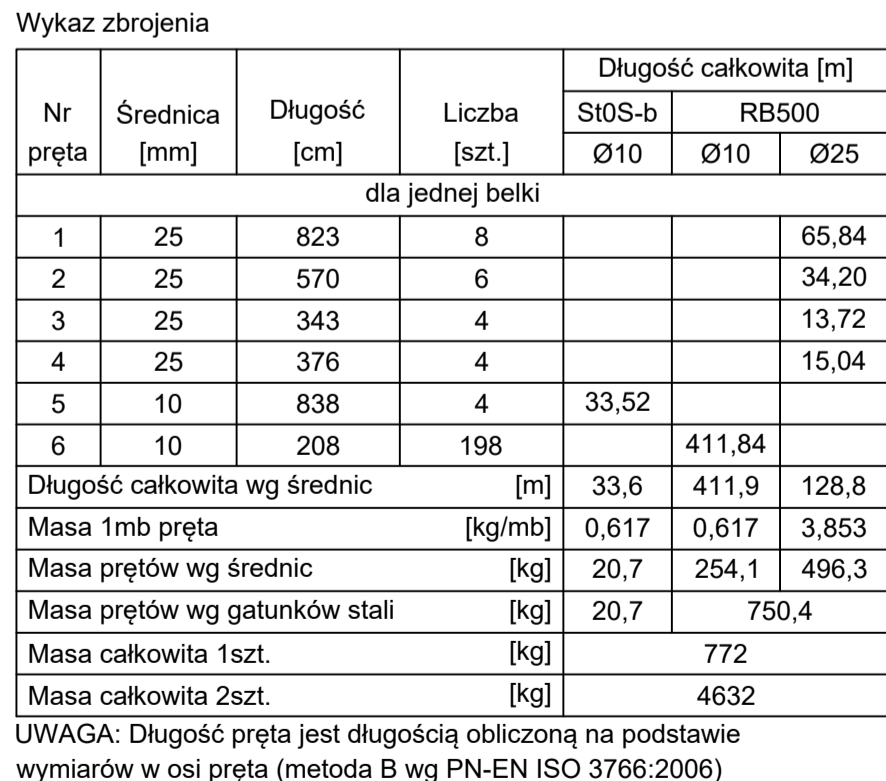 Wykaz zbrojenia
Nr pręta Średnica [mm] Długość [cm] Liczba [szt.] Długość całkowita [m]
St0S-b RB500
Ø10 Ø10 Ø25
dla jednej belki
1 25 823 8 65,84
2 25 570 6 34,20
3 25 343 4 13,72
4 25 376 4 15,04
5 10 838 4 33,52
6 10 208 198 411,84
Długość całkowita wg średnic [m] 33,6 411,9 128,8
Masa 1mb pręta [kg/mb] 0,617 0,617 3,853
Masa prętów wg średnic [kg] 20,7 254,1 496,3
Masa prętów wg gatunków stali [kg] 20,7 750,4
Masa całkowita 1szt. [kg] 772
Masa całkowita 2szt. [kg] 4632
UWAGA: Długość pręta jest długością obliczoną na podstawie
wymiarów w osi pręta (metoda B wg PN-EN ISO 3766:2006)